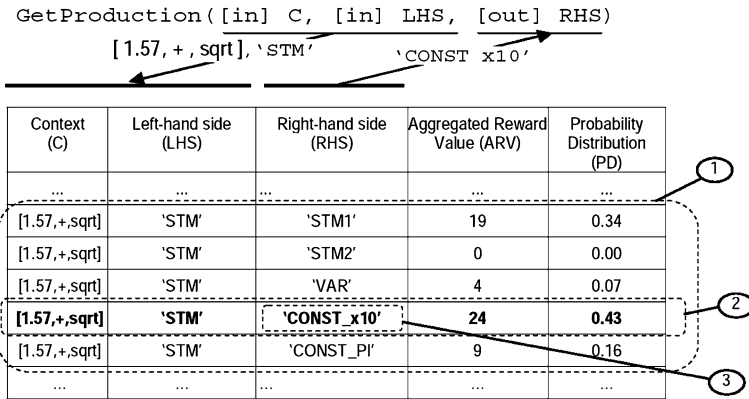 GetProduction([in] C, [in] LHS, [out] RHS)
[1.57, +, sqrt], 'STM' 'CONST x10'
Context (C) Left-hand side (LHS) Right-hand side (RHS) Aggregated Reward Value (ARV) Probability Distribution (PD)
... ... ... ... ...
1
[1.57,+,sqrt] 'STM' 'STM1' 19 0.34
[1.57,+,sqrt] 'STM' 'STM2' 0 0.00
[1.57,+,sqrt] 'STM' 'VAR' 4 0.07
2
[1.57,+,sqrt] 'STM' 'CONST_x10' 24 0.43
[1.57,+,sqrt] 'STM' 'CONST_PI' 9 0.16
3
... ... ... ... ...